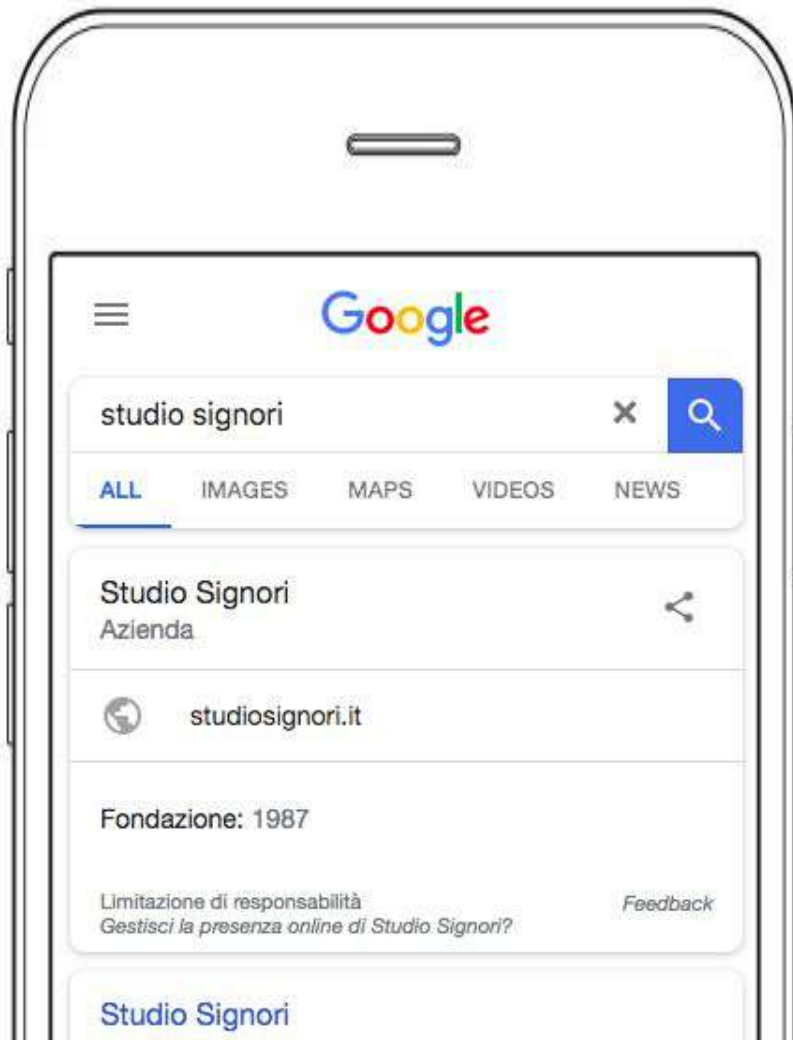 Google
studio signori
ALL IMAGES MAPS VIDEOS NEWS
Studio Signori
Azienda
studiosignori.it
Fondazione: 1987
Limitazione di responsabilità
Gestisci la presenza online di Studio Signori? Feedback
Studio Signori